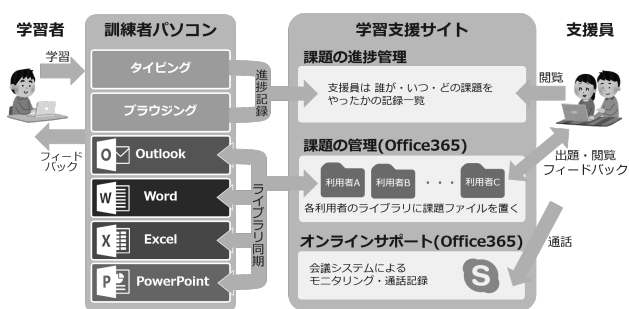 学習者
訓練者パソコン
学習支援サイト
支援員
学習
タイピング
ブラウジング
進捗記録
フィード
バック
Outlook
Word
Excel
PowerPoint
ライブラリ同期
課題の進捗管理
支援員は 誰が・いつ・どの課題を
やったかの記録一覧
閲覧
課題の管理(Office365)
利用者A
利用者B
・・・
利用者C
各利用者のライブラリに課題ファイルを置く
出題・閲覧
フィードバック
オンラインサポート(Office365)
会議システムによる
モニタリング・通話記録
通話